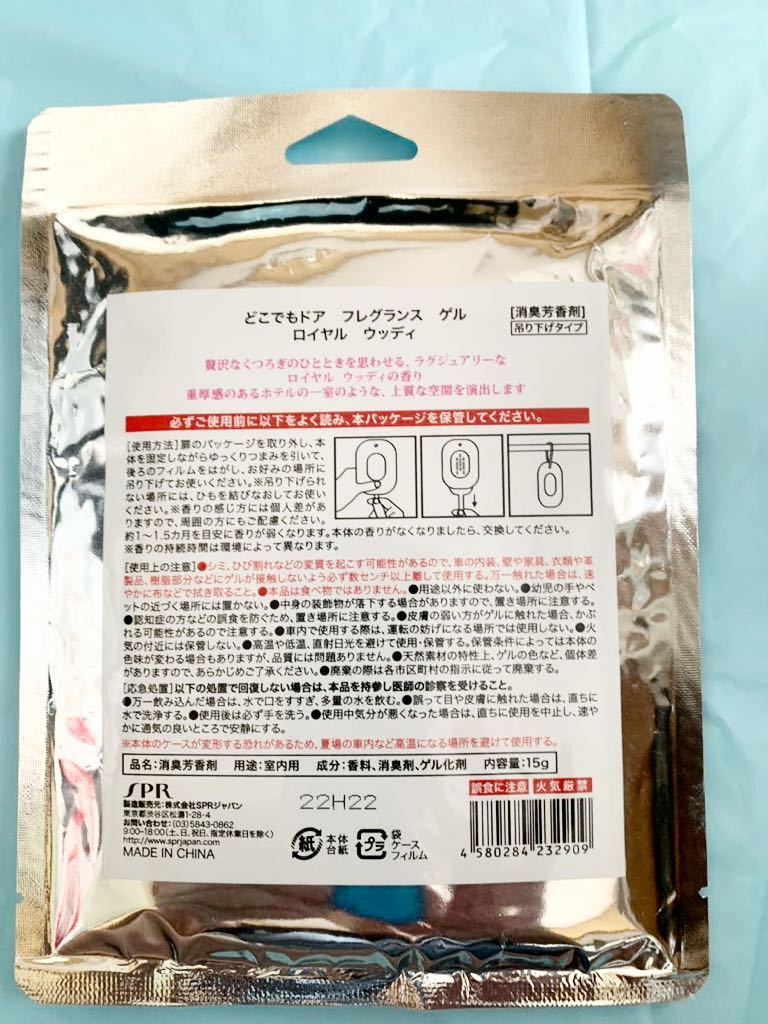 どこでもドア フレグランス ゲル
ロイヤル ウッディ
[消臭芳香剤]
吊り下げタイプ
贅沢なくつろぎのひとときを思わせる、ラグジュアリーな
ロイヤル ウッディの香り
重厚感のあるホテルの一室のような、上質な空間を演出します
必ずご使用前に以下をよく読み、本パッケージを保管してください。
[使用方法]扉のパッケージを取り外し、本
体を固定しながらゆっくりつまみを引いて、
後ろのフィルムをはがし、お好みの場所に
吊り下げてお使いください。※吊り下げられ
ない場所には、ひもを結びなおしてお使い
ください。※香りの感じ方には個人差があ
りますので、周囲の方にもご配慮ください。
約1～1.5カ月を目安に香りが弱くなります。本体の香りがなくなりましたら、交換してください。
※香りの持続時間は環境によって異なります。
[使用上の注意]●シミ、ひび割れなどの変質を起こす可能性があるので、車の内装、壁や家具、衣類や革
製品、樹脂部分などにゲルが接触しないよう必ず数センチ以上離して使用する。万一触れた場合は、速
やかに布などで拭き取ること。●本品は食べ物ではありません。●用途以外に使わない。●幼児の手やペ
ットの近づく場所には置かない。●中身の装飾物が落下する場合がありますので、置き場所に注意する。
●認知症の方などの誤食を防ぐため、置き場所に注意する。●皮膚の弱い方がゲルに触れた場合、かぶ
れる可能性があるので注意する。●車内で使用する際は、運転の妨げになる場所では使用しない。●火
気の付近には保管しない。●高温や低温、直射日光を避けて使用・保管する。保管条件によっては本体の
色味が変わる場合もありますが、品質には問題ありません。●天然素材の特性上、ゲルの色など、個体差
がありますので、あらかじめご了承ください。●廃棄の際は各市区町村の指示に従って廃棄する。
[応急処置]以下の処置で回復しない場合は、本品を持参し医師の診察を受けること。
●万一飲み込んだ場合は、水で口をすすぎ、多量の水を飲む。●誤って目や皮膚に触れた場合は、直ちに
水で洗浄する。●使用後は必ず手を洗う。●使用中気分が悪くなった場合は、直ちに使用を中止し、速や
かに通気の良いところで安静にする。
※本体のケースが変形する恐れがあるため、夏場の車内など高温になる場所を避けて使用する。
品名:消臭芳香剤 用途:室内用 成分:香料、消臭剤、ゲル化剤 内容量:15g
SPR
製造販売元:株式会社SPRジャパン
東京都渋谷区松濤1-28-4
お問い合わせ:(03)5843-0862
9:00-18:00(土、日、祝日、指定休業日を除く)
www.sprjapan.com
MADE IN CHINA
22H22
紙
本体
台紙
プラ
袋
ケース
フィルム
誤食に注意 火気厳禁
4 580284 232909